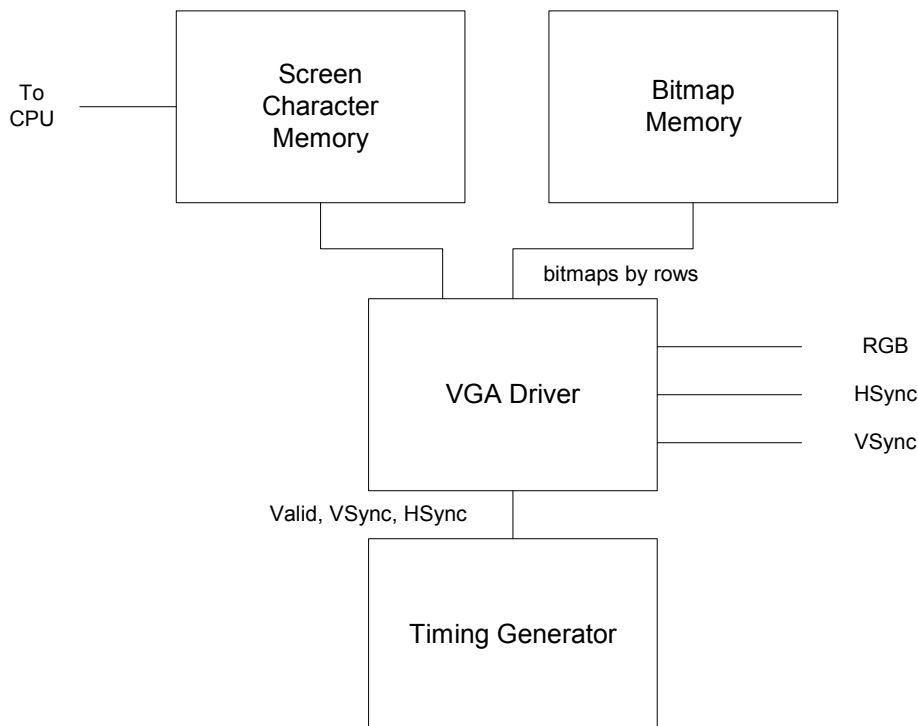 To
CPU
Screen
Character
Memory
Bitmap
Memory
bitmaps by rows
VGA Driver
RGB
HSync
VSync
Valid, VSync, HSync
Timing Generator